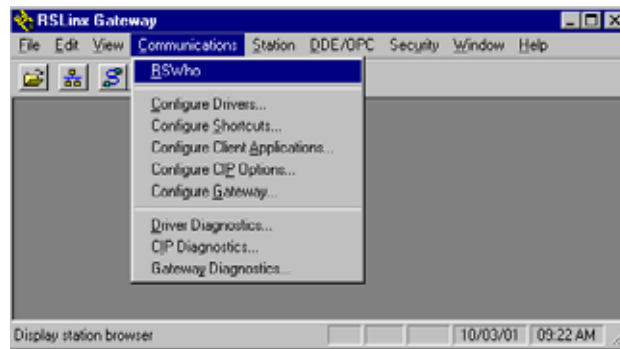 RSLinx Gateway
File Edit View Communications Station DDE/OPC Security Window Help
RSWho
Configure Drivers...
Configure Shortcuts...
Configure Client Applications...
Configure CIP Options...
Configure Gateway...
Driver Diagnostics...
CIP Diagnostics...
Gateway Diagnostics...
Display station browser 10/03/01 09:22 AM